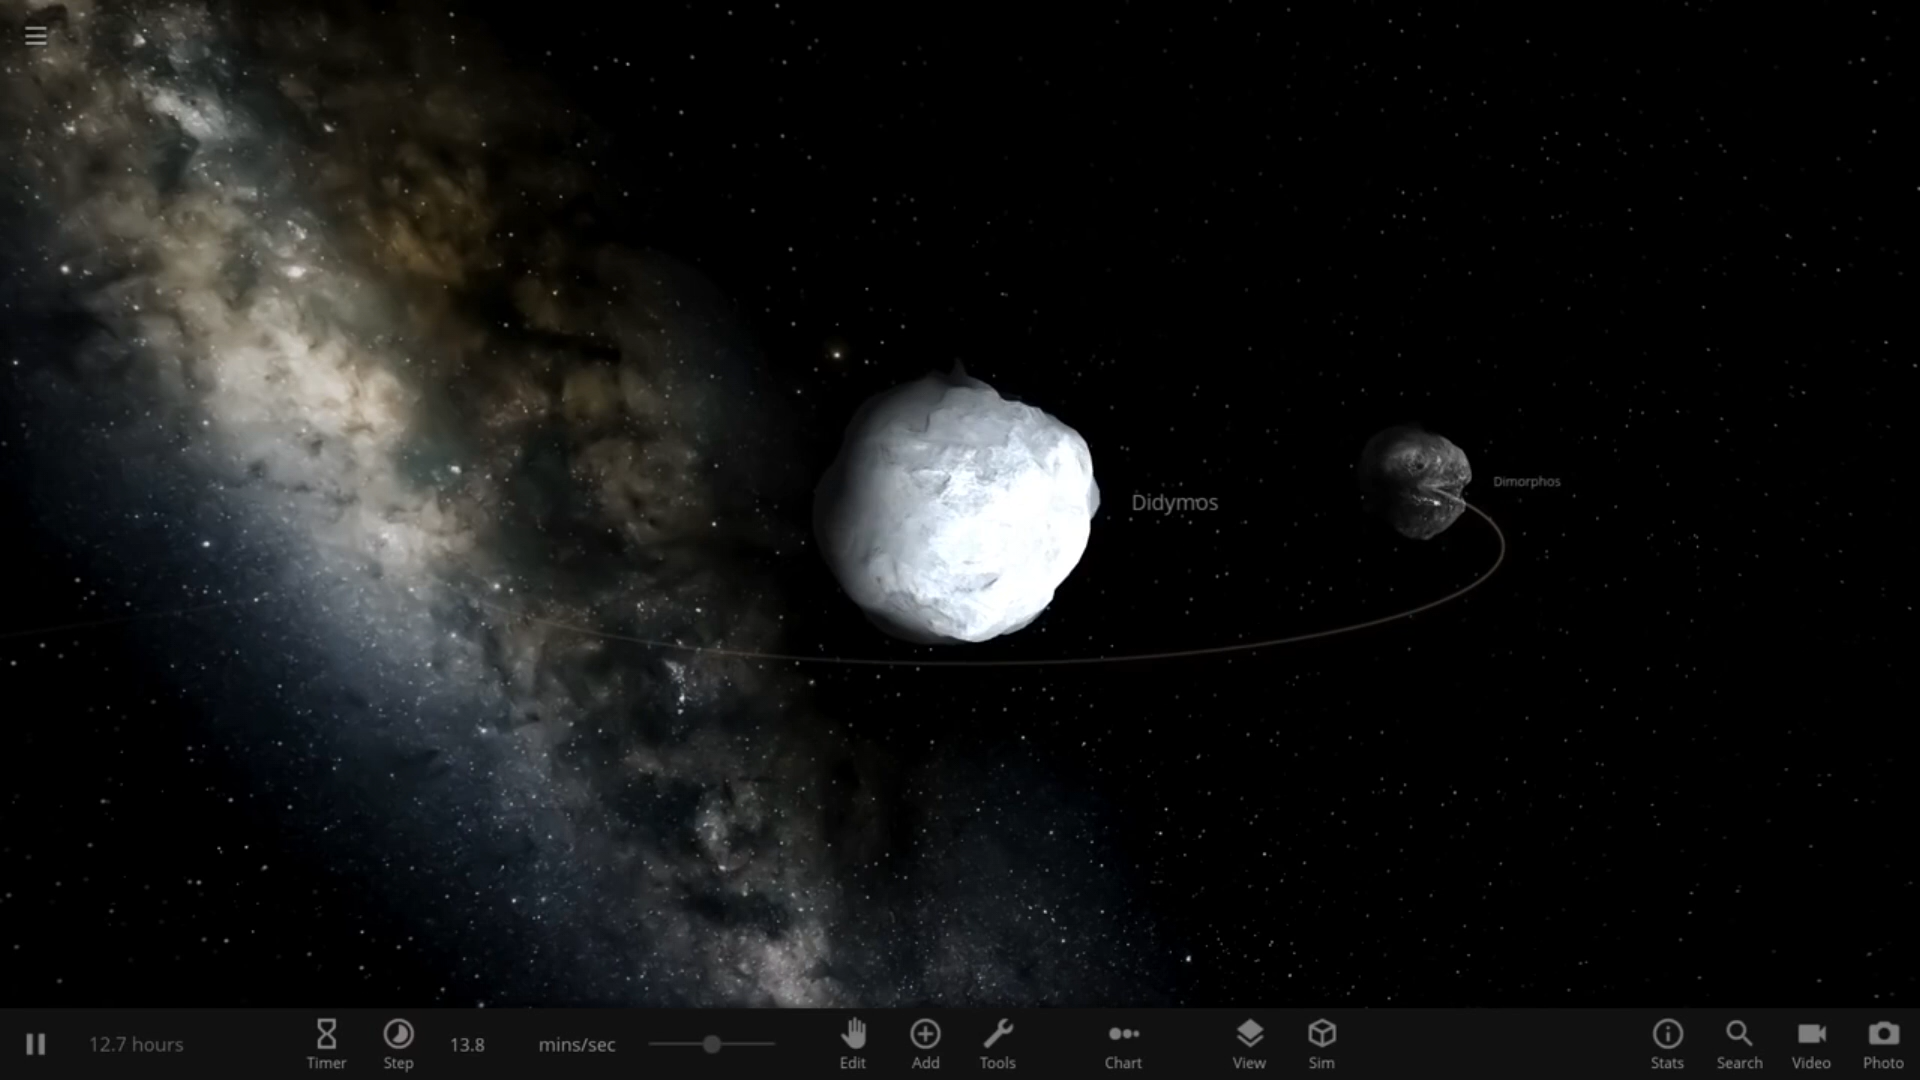 Dimorphos
Didymos
12.7 hours
Timer
Step
13.8
mins/sec
Edit
Add
Tools
Chart
View
Sim
Stats
Search
Video
Photo